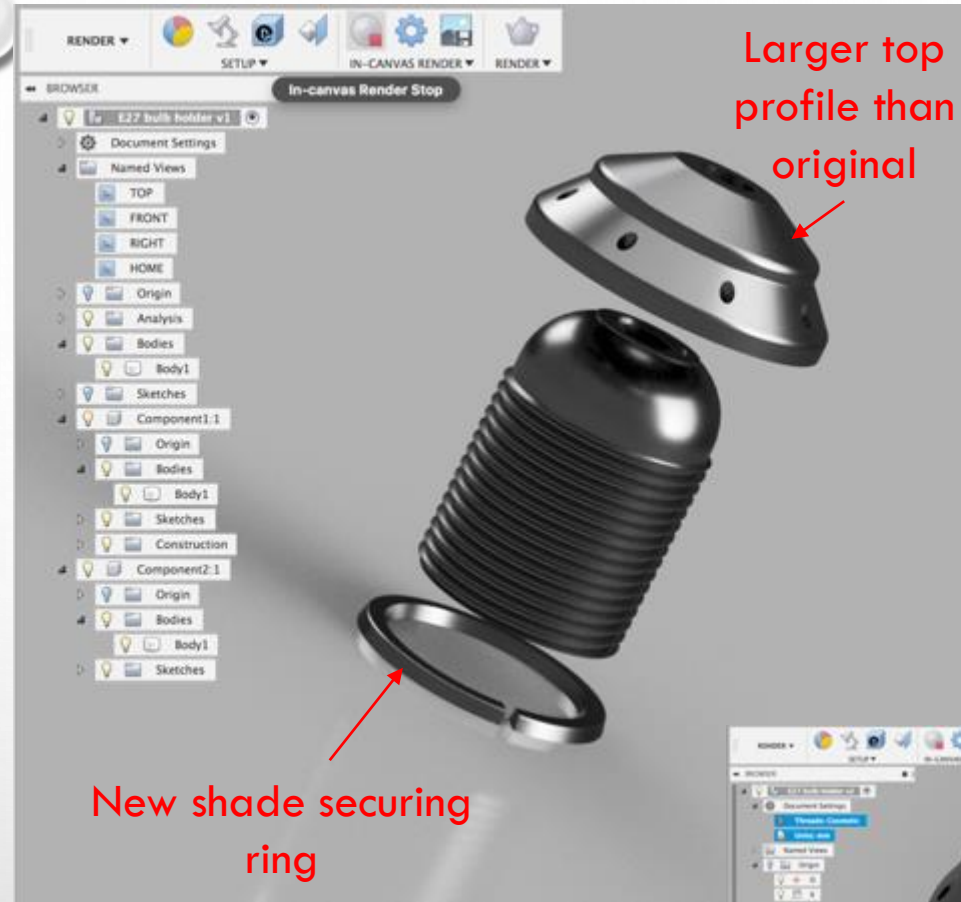 RENDER
SETUP
IN-CANVAS RENDER
RENDER
BROWSER
In-canvas Render Stop
E27 bulb holder v1
Document Settings
Named Views
TOP
FRONT
RIGHT
HOME
Origin
Analysis
Bodies
Body1
Sketches
Component1:1
Origin
Bodies
Body1
Sketches
Construction
Component2:1
Origin
Bodies
Body1
Sketches
Larger top
profile than
original
New shade securing
ring
RENDER
SETUP
BROWSER
Document Settings
Named Views
Origin